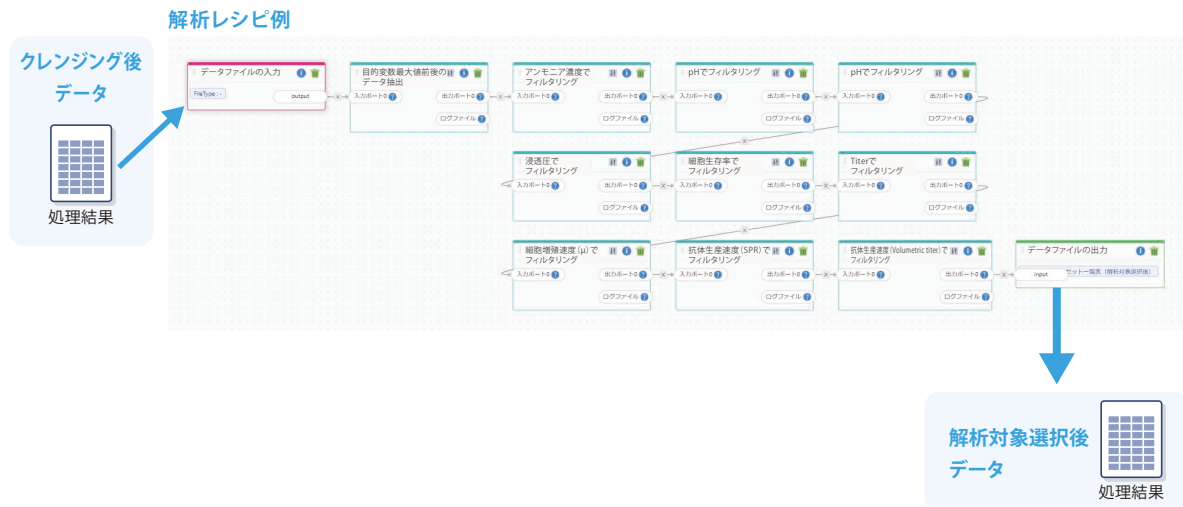 解析レシピ例
クレンジング後
データ
処理結果
データファイルの入力
FileType : -
output
目的変数最大値前後の
データ抽出
入力ポート0
出力ポート0
ログファイル
アンモニア濃度で
フィルタリング
入力ポート0
出力ポート0
ログファイル
pHでフィルタリング
入力ポート0
出力ポート0
ログファイル
pHでフィルタリング
入力ポート0
出力ポート0
ログファイル
浸透圧で
フィルタリング
入力ポート0
出力ポート0
ログファイル
細胞生存率で
フィルタリング
入力ポート0
出力ポート0
ログファイル
Titerで
フィルタリング
入力ポート0
出力ポート0
ログファイル
細胞増殖速度(μ)で
フィルタリング
入力ポート0
出力ポート0
ログファイル
抗体生産速度(SPR)で
フィルタリング
入力ポート0
出力ポート0
ログファイル
抗体生産速度(Volumetric titer)で
フィルタリング
入力ポート0
出力ポート0
ログファイル
データファイルの出力
input
セット一覧表(解析対象選択後)
解析対象選択後
データ
処理結果